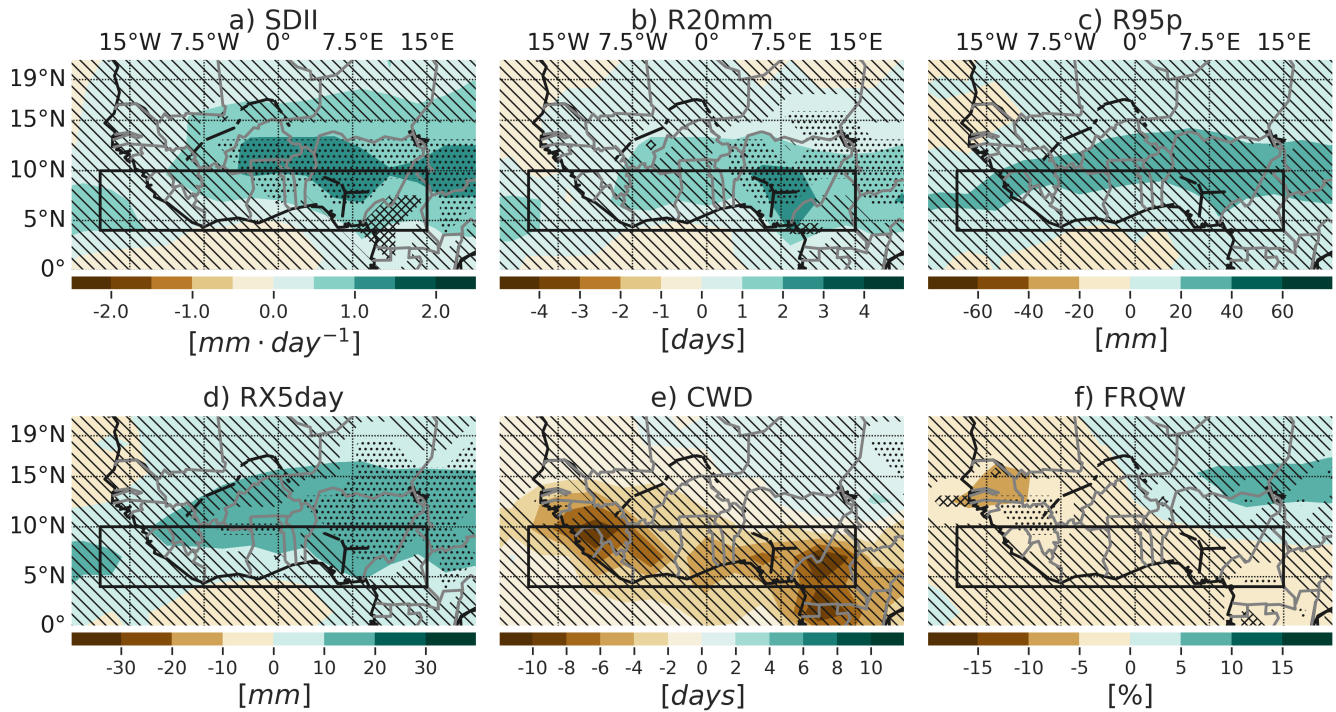 a) SDII b) R20mm c) R95p
15°W 7.5°W 0° 7.5°E 15°E 15°W 7.5°W 0° 7.5°E 15°E 15°W 7.5°W 0° 7.5°E 15°E
19°N
15°N
10°N
5°N
0°
-2.0 -1.0 0.0 1.0 2.0 -4 -3 -2 -1 0 1 2 3 4 -60 -40 -20 0 20 40 60
[mm · day⁻¹] [days] [mm]
d) RX5day e) CWD f) FRQW
19°N
15°N
10°N
5°N
0°
-30 -20 -10 0 10 20 30 -10 -8 -6 -4 -2 0 2 4 6 8 10 -15 -10 -5 0 5 10 15
[mm] [days] [%]